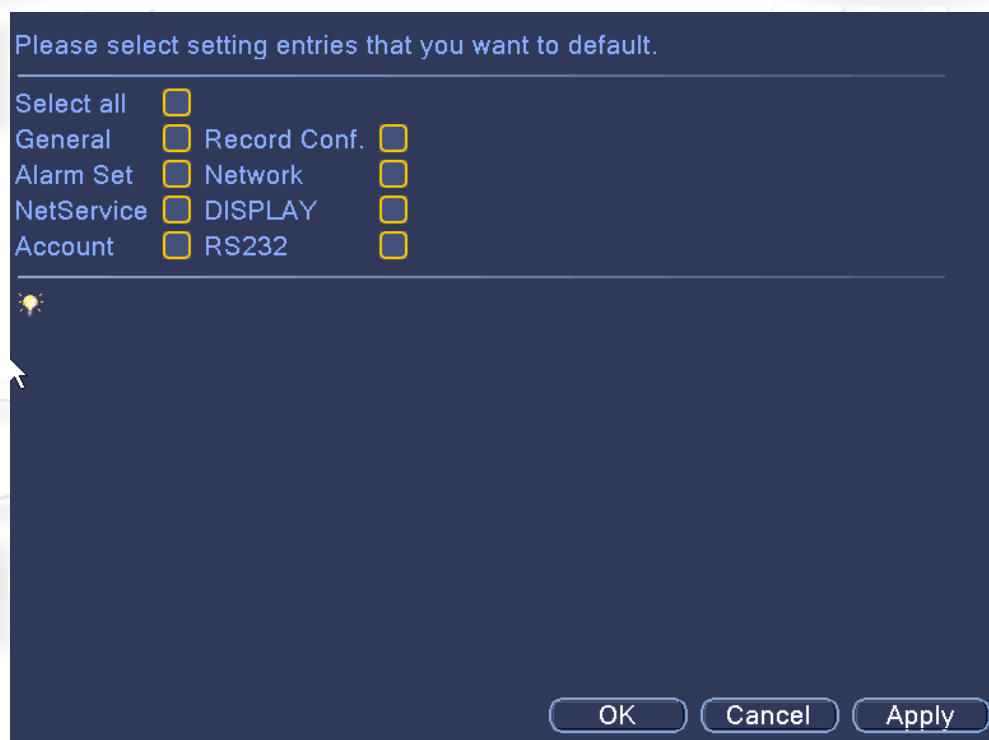 Please select setting entries that you want to default.
Select all
General Record Conf.
Alarm Set Network
NetService DISPLAY
Account RS232
OK Cancel Apply